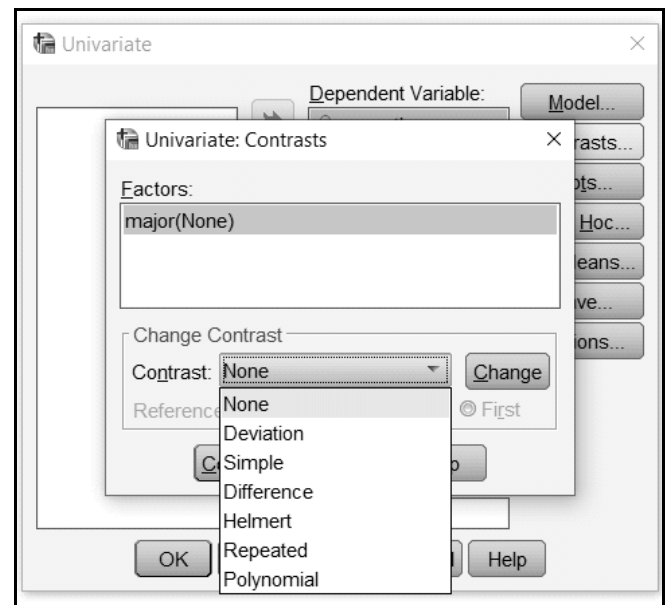 Univariate
Dependent Variable:
Model...
Univariate: Contrasts
Factors:
major(None)
Hoc...
Change Contrast
Contrast: None
Change
None
First
Deviation
Simple
Difference
Helmert
Repeated
Polynomial
OK
Help